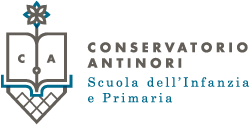 C A
CONSERVATORIO
ANTINORI
Scuola dell'Infanzia
e Primaria